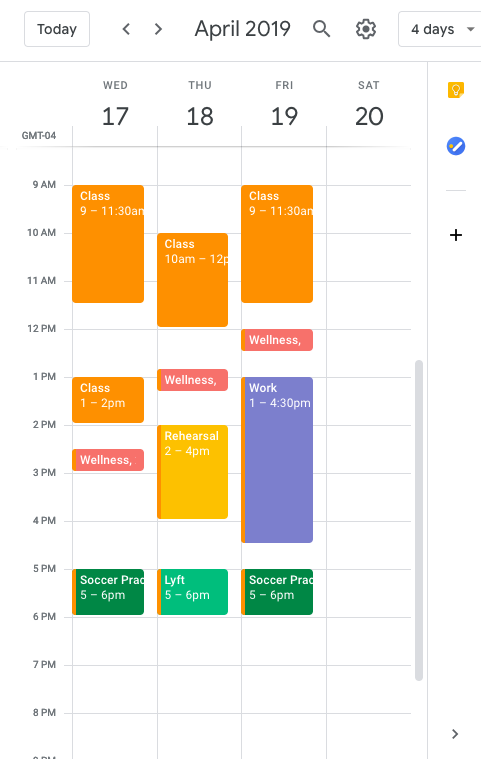 Today
April 2019
4 days
WED THU FRI SAT
17 18 19 20
GMT-04
9 AM
Class
9 – 11:30am
Class
9 – 11:30am
10 AM
Class
10am – 12p
11 AM
12 PM
Wellness,
1 PM
Class
1 – 2pm
Wellness,
Work
1 – 4:30pm
2 PM
Wellness,
Rehearsal
2 – 4pm
3 PM
4 PM
5 PM
Soccer Prac
5 – 6pm
Lyft
5 – 6pm
Soccer Prac
5 – 6pm
6 PM
7 PM
8 PM